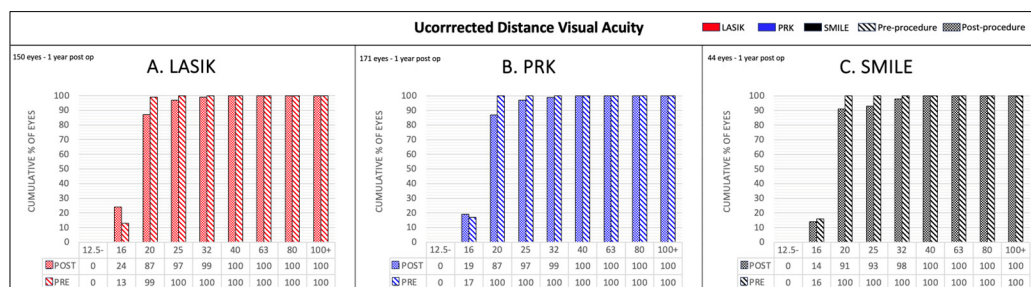 Ucorrrected Distance Visual Acuity
LASIK PRK SMILE Pre-procedure Post-procedure
150 eyes - 1 year post op
A. LASIK
CUMULATIVE % OF EYES
100
90
80
70
60
50
40
30
20
10
0
12.5- 16 20 25 32 40 63 80 100+
POST 0 24 87 97 99 100 100 100 100
PRE 0 13 99 100 100 100 100 100 100
171 eyes - 1 year post op
B. PRK
CUMULATIVE % OF EYES
100
90
80
70
60
50
40
30
20
10
0
12.5- 16 20 25 32 40 63 80 100+
POST 0 19 87 97 99 100 100 100 100
PRE 0 17 100 100 100 100 100 100 100
44 eyes - 1 year post op
C. SMILE
CUMULATIVE % OF EYES
100
90
80
70
60
50
40
30
20
10
0
12.5- 16 20 25 32 40 63 80 100+
POST 0 14 91 93 98 100 100 100 100
PRE 0 16 100 100 100 100 100 100 100